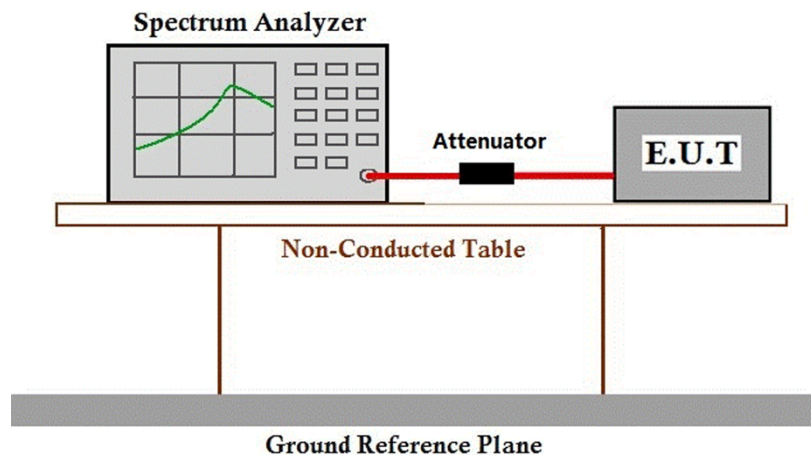 Spectrum Analyzer
Attenuator
E.U.T
Non-Conducted Table
Ground Reference Plane